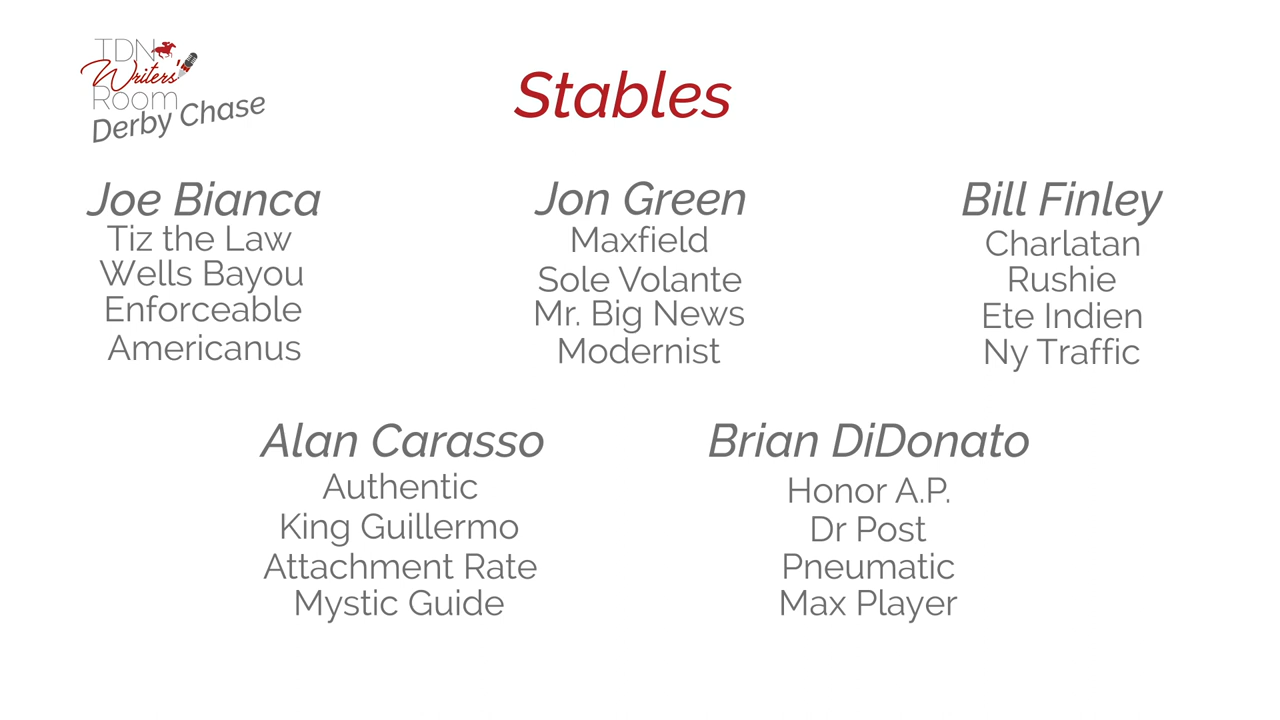 TDN
Writers'
Room
Derby Chase
Stables
Joe Bianca
Tiz the Law
Wells Bayou
Enforceable
Americanus
Jon Green
Maxfield
Sole Volante
Mr. Big News
Modernist
Bill Finley
Charlatan
Rushie
Ete Indien
Ny Traffic
Alan Carasso
Authentic
King Guillermo
Attachment Rate
Mystic Guide
Brian DiDonato
Honor A.P.
Dr Post
Pneumatic
Max Player